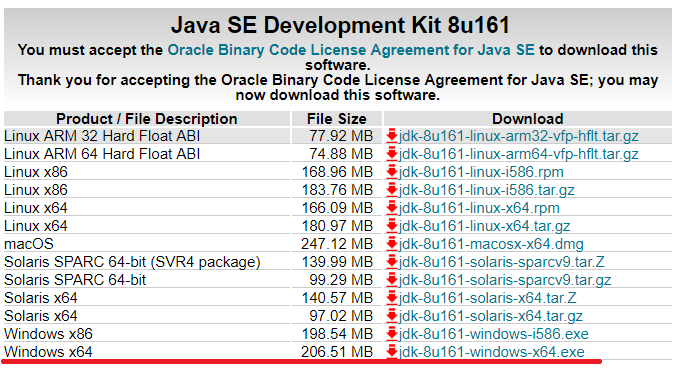 Java SE Development Kit 8u161
You must accept the Oracle Binary Code License Agreement for Java SE to download this
software.
Thank you for accepting the Oracle Binary Code License Agreement for Java SE; you may
now download this software.
Product / File Description File Size Download
Linux ARM 32 Hard Float ABI 77.92 MB jdk-8u161-linux-arm32-vfp-hflt.tar.gz
Linux ARM 64 Hard Float ABI 74.88 MB jdk-8u161-linux-arm64-vfp-hflt.tar.gz
Linux x86 168.96 MB jdk-8u161-linux-i586.rpm
Linux x86 183.76 MB jdk-8u161-linux-i586.tar.gz
Linux x64 166.09 MB jdk-8u161-linux-x64.rpm
Linux x64 180.97 MB jdk-8u161-linux-x64.tar.gz
macOS 247.12 MB jdk-8u161-macosx-x64.dmg
Solaris SPARC 64-bit (SVR4 package) 139.99 MB jdk-8u161-solaris-sparcv9.tar.Z
Solaris SPARC 64-bit 99.29 MB jdk-8u161-solaris-sparcv9.tar.gz
Solaris x64 140.57 MB jdk-8u161-solaris-x64.tar.Z
Solaris x64 97.02 MB jdk-8u161-solaris-x64.tar.gz
Windows x86 198.54 MB jdk-8u161-windows-i586.exe
Windows x64 206.51 MB jdk-8u161-windows-x64.exe